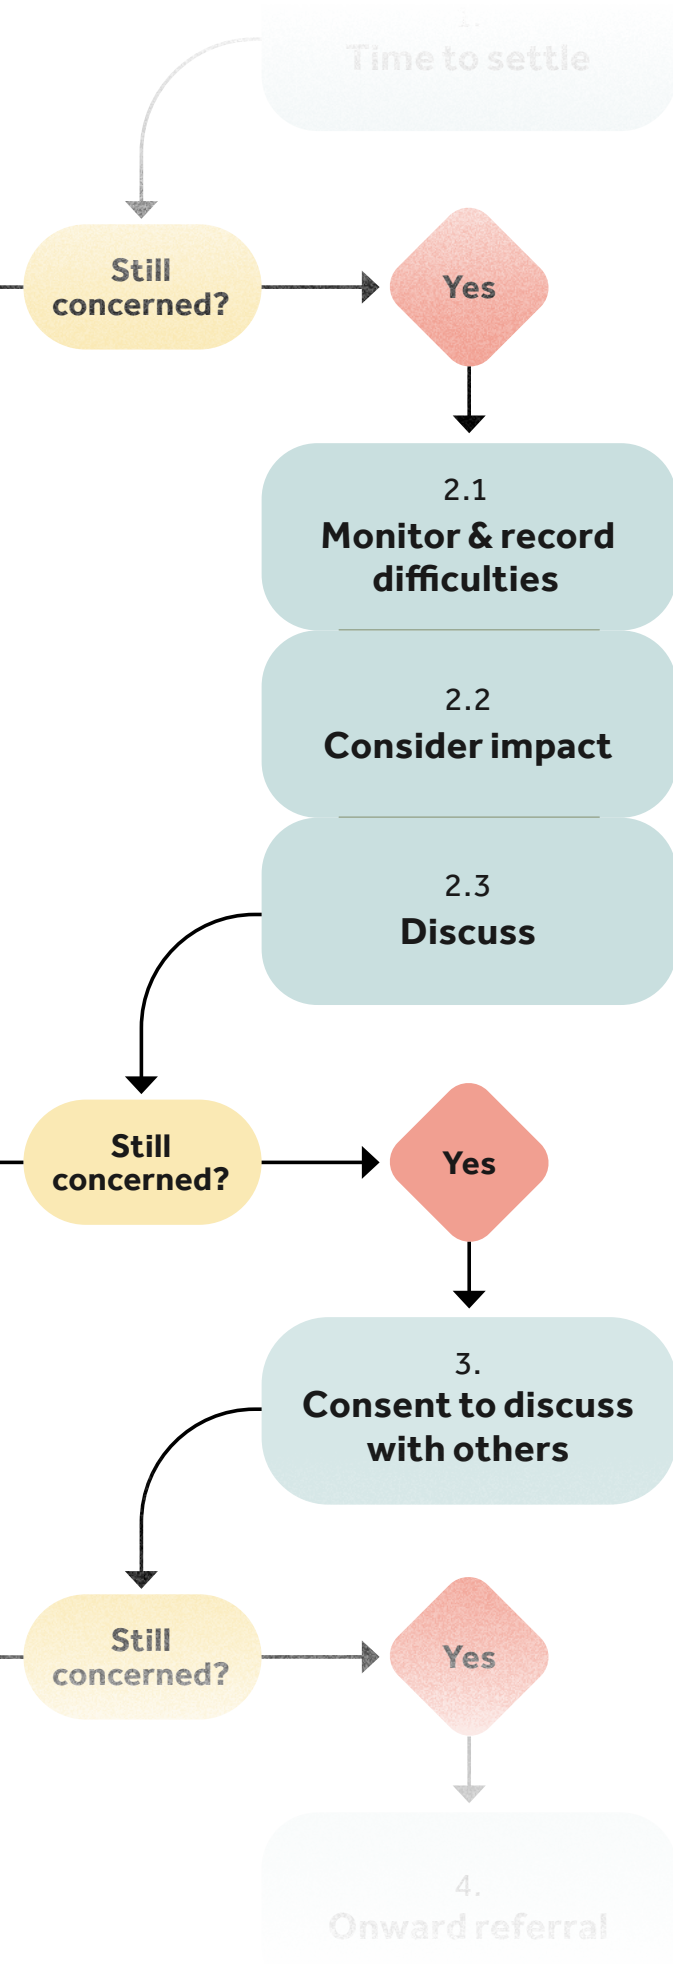 1.
Time to settle
Still
concerned?
Yes
2.1
Monitor & record
difficulties
2.2
Consider impact
2.3
Discuss
Still
concerned?
Yes
3.
Consent to discuss
with others
Still
concerned?
Yes
4.
Onward referral